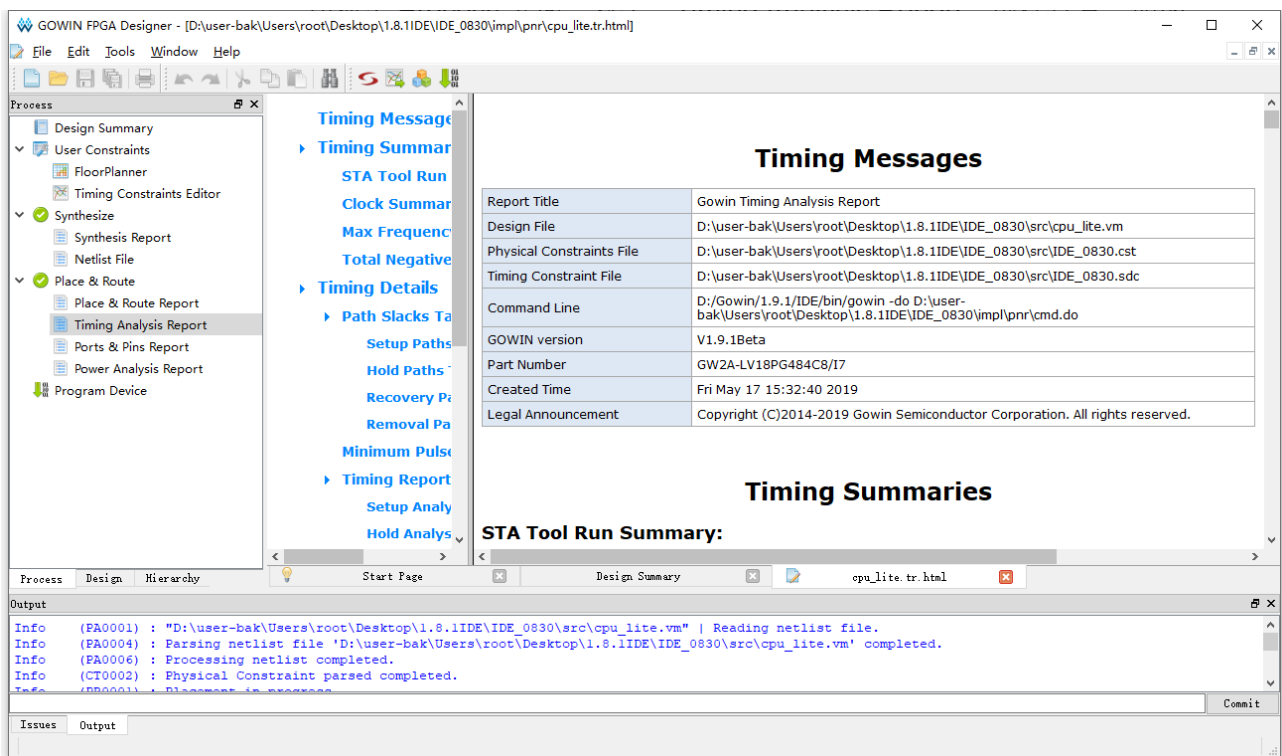 GOWIN FPGA Designer - [D:\user-bak\Users\root\Desktop\1.8.1IDE\IDE_0830\impl\pnr\cpu_lite.tr.html]
File Edit Tools Window Help
Process
Design Summary
User Constraints
FloorPlanner
Timing Constraints Editor
Synthesize
Synthesis Report
Netlist File
Place & Route
Place & Route Report
Timing Analysis Report
Ports & Pins Report
Power Analysis Report
Program Device
Process Design Hierarchy
Timing Message
Timing Summar
STA Tool Run
Clock Summar
Max Frequenc
Total Negative
Timing Details
Path Slacks Ta
Setup Paths
Hold Paths
Recovery Pa
Removal Pa
Minimum Pulse
Timing Report
Setup Analy
Hold Analys
Timing Messages
Report Title Gowin Timing Analysis Report
Design File D:\user-bak\Users\root\Desktop\1.8.1IDE\IDE_0830\src\cpu_lite.vm
Physical Constraints File D:\user-bak\Users\root\Desktop\1.8.1IDE\IDE_0830\src\IDE_0830.cst
Timing Constraint File D:\user-bak\Users\root\Desktop\1.8.1IDE\IDE_0830\src\IDE_0830.sdc
Command Line D:/Gowin/1.9.1/IDE/bin/gowin -do D:\user-
bak\Users\root\Desktop\1.8.1IDE\IDE_0830\impl\pnr\cmd.do
GOWIN version V1.9.1Beta
Part Number GW2A-LV18PG484C8/I7
Created Time Fri May 17 15:32:40 2019
Legal Announcement Copyright (C)2014-2019 Gowin Semiconductor Corporation. All rights reserved.
Timing Summaries
STA Tool Run Summary:
Start Page Design Summary cpu_lite.tr.html
Output
Info (PA0001) : "D:\user-bak\Users\root\Desktop\1.8.1IDE\IDE_0830\src\cpu_lite.vm" | Reading netlist file.
Info (PA0004) : Parsing netlist file 'D:\user-bak\Users\root\Desktop\1.8.1IDE\IDE_0830\src\cpu_lite.vm' completed.
Info (PA0006) : Processing netlist completed.
Info (CT0002) : Physical Constraint parsed completed.
Info (PR0001) : Placement in progress
Commit
Issues Output